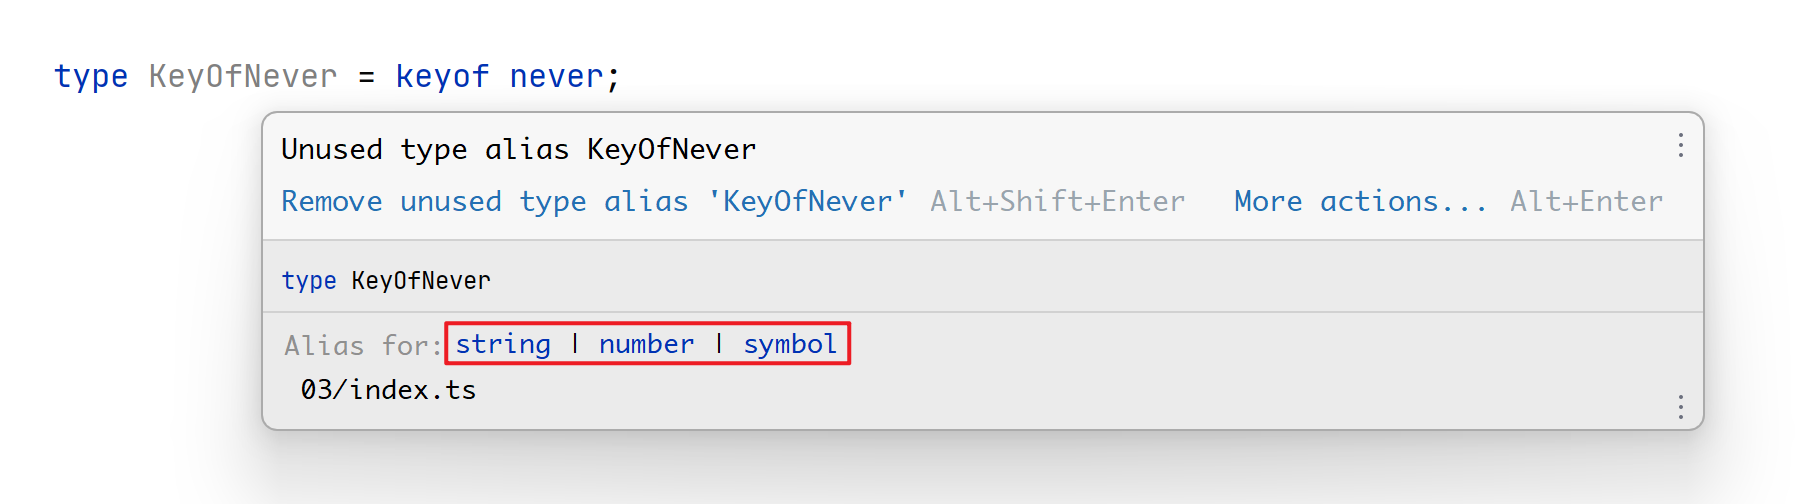 type KeyOfNever = keyof never;
Unused type alias KeyOfNever
Remove unused type alias 'KeyOfNever' Alt+Shift+Enter More actions... Alt+Enter
type KeyOfNever
Alias for: string | number | symbol
03/index.ts